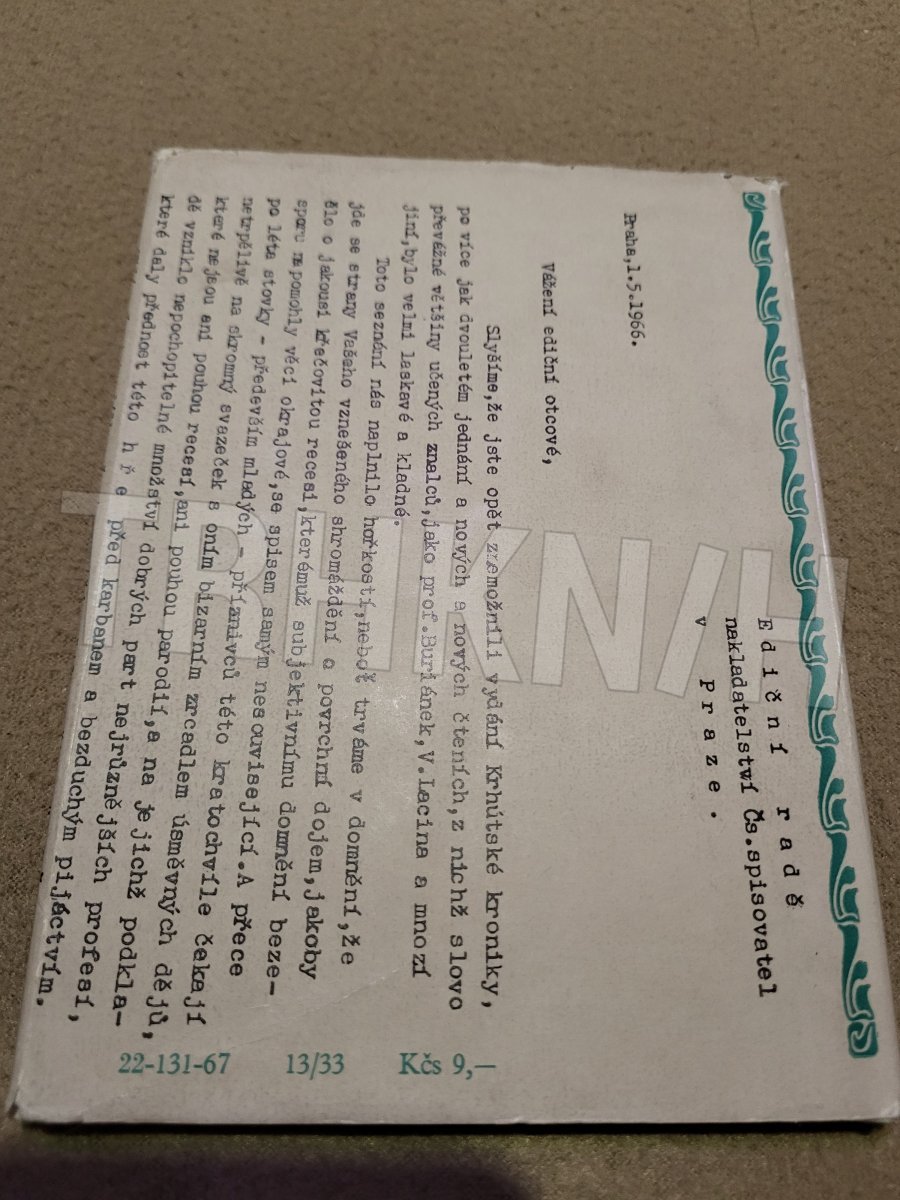 Ediční radě
nakladatelství Čs.spisovatel
v Praze.
Praha,1.5.1966.
Vážení ediční otcové,
Slyšíme,že jste opět znemožnili vydání Krhútské kroniky,
po více jak dvouletém jednání a nových a nových čteních,z nichž slovo
převážné většiny učených znalců,jako prof.Buriánek,V.Lacina a mnozí
jiní,bylo velmi laskavé a kladné.
Toto seznání nás naplnilo hořkostí,neboť trváme v domnění,že
jde se strany Vašeho vznešeného shromáždění o povrchní dojem,jakoby
šlo o jakousi křečovitou recesi,kterémuž subjektivnímu domnění beze-
sporu napomohly věci okrajové,se spisem samým nesouvisející.A přece
po léta stovky - především mladých - příznivců této kratochvíle čekají
netrpělivě na skromný svazeček s oním bizarním zrcadlem úsměvných dějů,
které nejsou ani pouhou recesí,ani pouhou parodií,a na jejichž podkla-
dě vzniklo nepochopitelné množství dobrých part nejrůznějších profesí,
které daly přednost této hře před karbanem a bezduchým pijáctvím.
22-131-67 13/33 Kčs 9,—
TRHKNIH